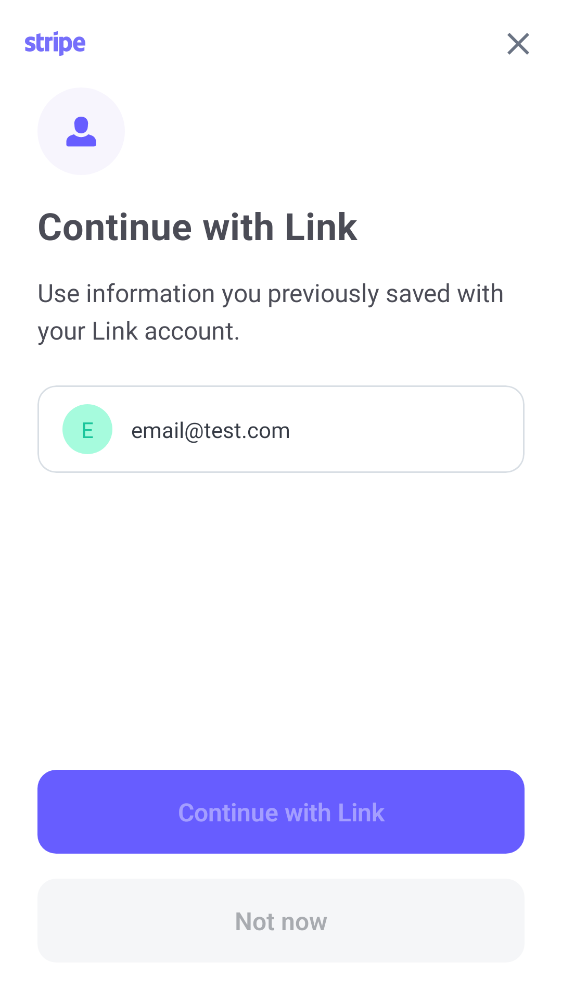 stripe
Continue with Link
Use information you previously saved with
your Link account.
E
email@test.com
Continue with Link
Not now